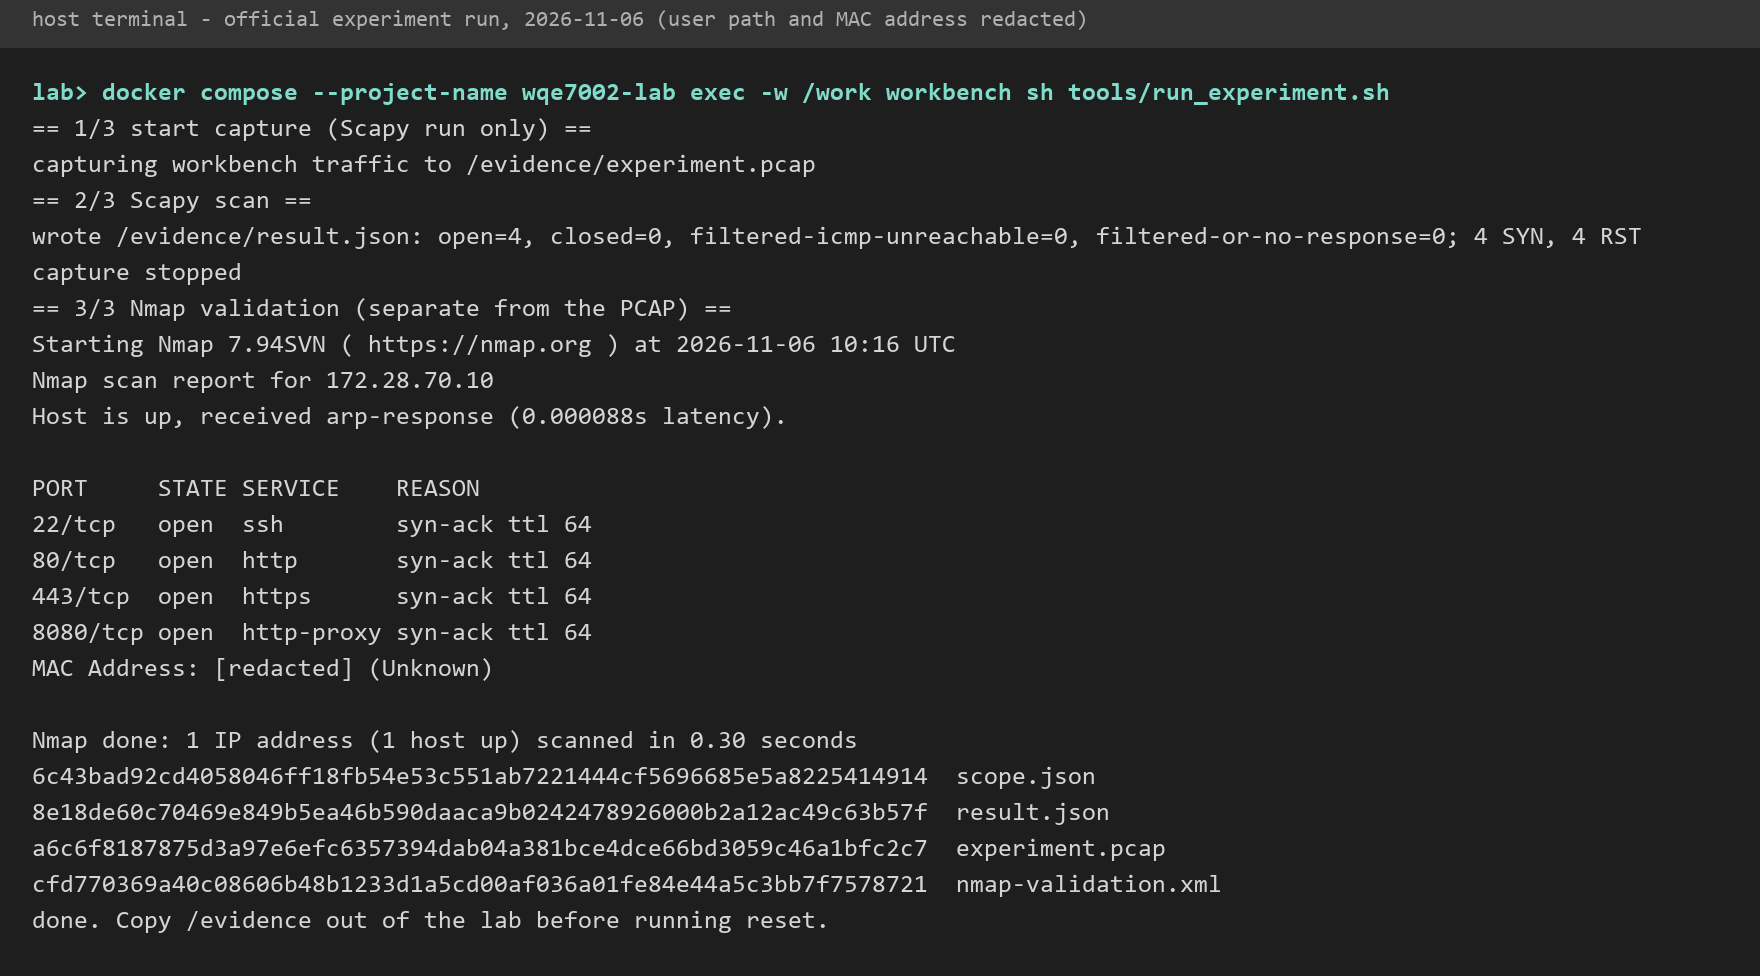 host terminal - official experiment run, 2026-11-06 (user path and MAC address redacted)
lab> docker compose --project-name wqe7002-lab exec -w /work workbench sh tools/run_experiment.sh
== 1/3 start capture (Scapy run only) ==
capturing workbench traffic to /evidence/experiment.pcap
== 2/3 Scapy scan ==
wrote /evidence/result.json: open=4, closed=0, filtered-icmp-unreachable=0, filtered-or-no-response=0; 4 SYN, 4 RST
capture stopped
== 3/3 Nmap validation (separate from the PCAP) ==
Starting Nmap 7.94SVN ( https://nmap.org ) at 2026-11-06 10:16 UTC
Nmap scan report for 172.28.70.10
Host is up, received arp-response (0.000088s latency).
PORT     STATE SERVICE    REASON
22/tcp   open  ssh        syn-ack ttl 64
80/tcp   open  http       syn-ack ttl 64
443/tcp  open  https      syn-ack ttl 64
8080/tcp open  http-proxy syn-ack ttl 64
MAC Address: [redacted] (Unknown)
Nmap done: 1 IP address (1 host up) scanned in 0.30 seconds
6c43bad92cd4058046ff18fb54e53c551ab7221444cf5696685e5a8225414914  scope.json
8e18de60c70469e849b5ea46b590daaca9b0242478926000b2a12ac49c63b57f  result.json
a6c6f8187875d3a97e6efc6357394dab04a381bce4dce66bd3059c46a1bfc2c7  experiment.pcap
cfd770369a40c08606b48b1233d1a5cd00af036a01fe84e44a5c3bb7f7578721  nmap-validation.xml
done. Copy /evidence out of the lab before running reset.